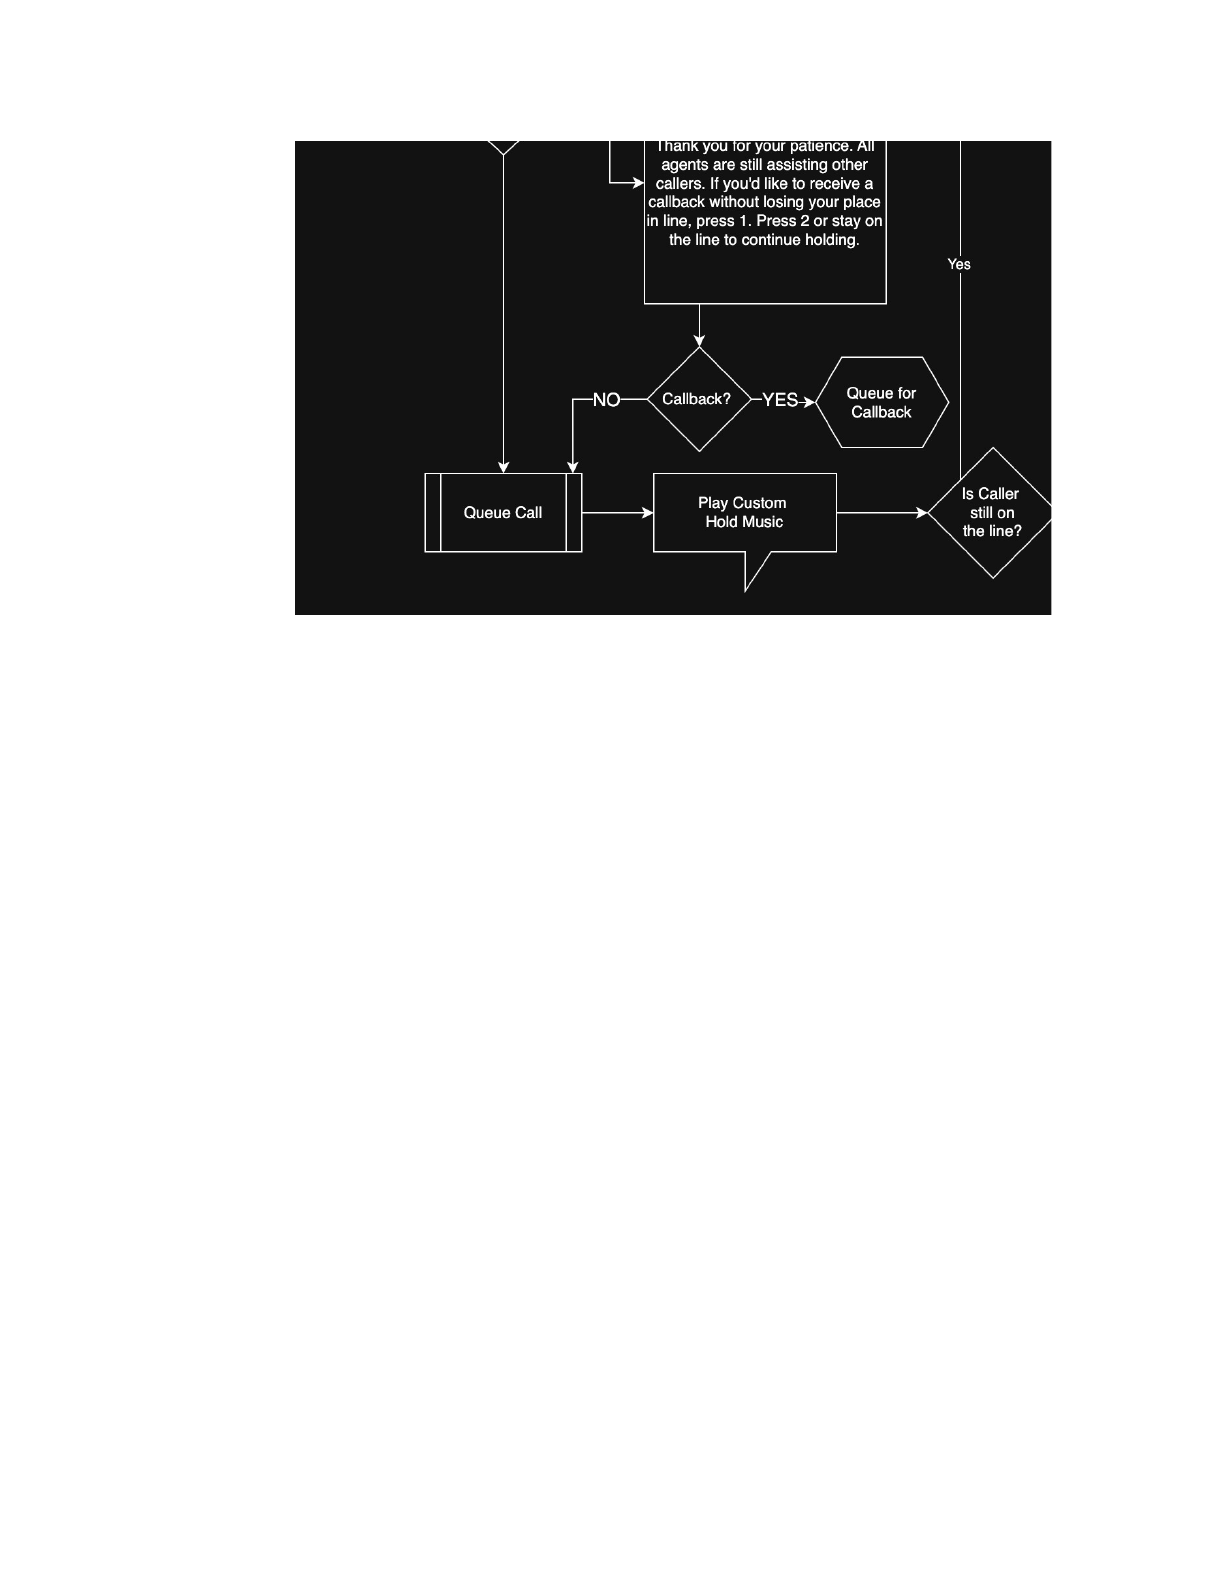 Thank you for your patience. All
agents are still assisting other
callers. If you'd like to receive a
callback without losing your place
in line, press 1. Press 2 or stay on
the line to continue holding.
Yes
NO
Callback?
YES
Queue for
Callback
Queue Call
Play Custom
Hold Music
Is Caller
still on
the line?